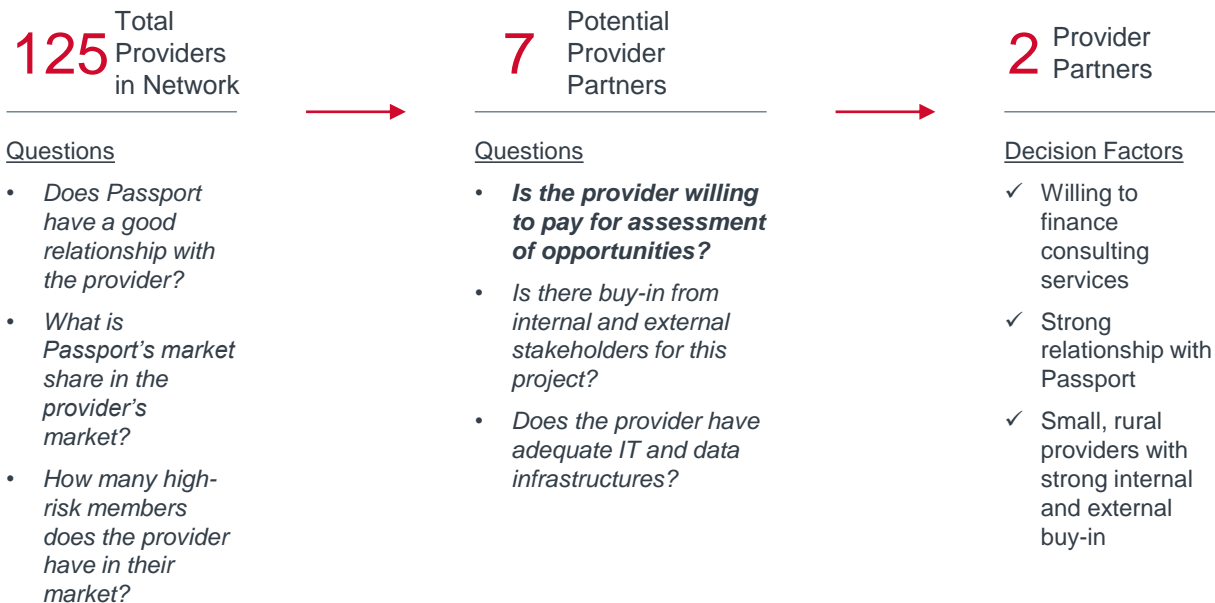 125 Total
Providers
in Network
Questions
• Does Passport
have a good
relationship with
the provider?
• What is
Passport's market
share in the
provider's
market?
• How many high-
risk members
does the provider
have in their
market?
7 Potential
Provider
Partners
Questions
• Is the provider willing
to pay for assessment
of opportunities?
• Is there buy-in from
internal and external
stakeholders for this
project?
• Does the provider have
adequate IT and data
infrastructures?
2 Provider
Partners
Decision Factors
✓ Willing to
finance
consulting
services
✓ Strong
relationship with
Passport
✓ Small, rural
providers with
strong internal
and external
buy-in